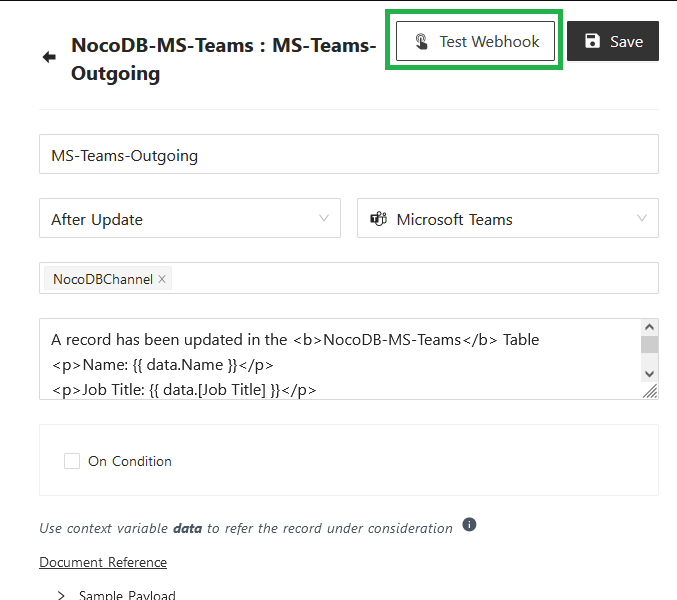 NocoDB-MS-Teams : MS-Teams-
Outgoing
Test Webhook
Save
MS-Teams-Outgoing
After Update
Microsoft Teams
NocoDBChannel ×
A record has been updated in the <b>NocoDB-MS-Teams</b> Table
<p>Name: {{ data.Name }}</p>
<p>Job Title: {{ data.[Job Title] }}</p>
On Condition
Use context variable data to refer the record under consideration
Document Reference
Sample Payload